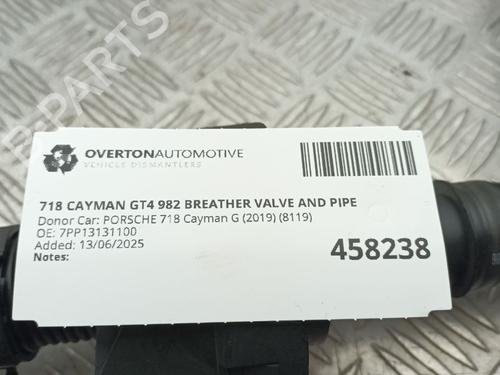 OVERTONAUTOMOTIVE
VEHICLE DISMANTLERS
718 CAYMAN GT4 982 BREATHER VALVE AND PIPE
Donor Car: PORSCHE 718 Cayman G (2019) (8119)
OE: 7PP13131100
Added: 13/06/2025
Notes:
458238